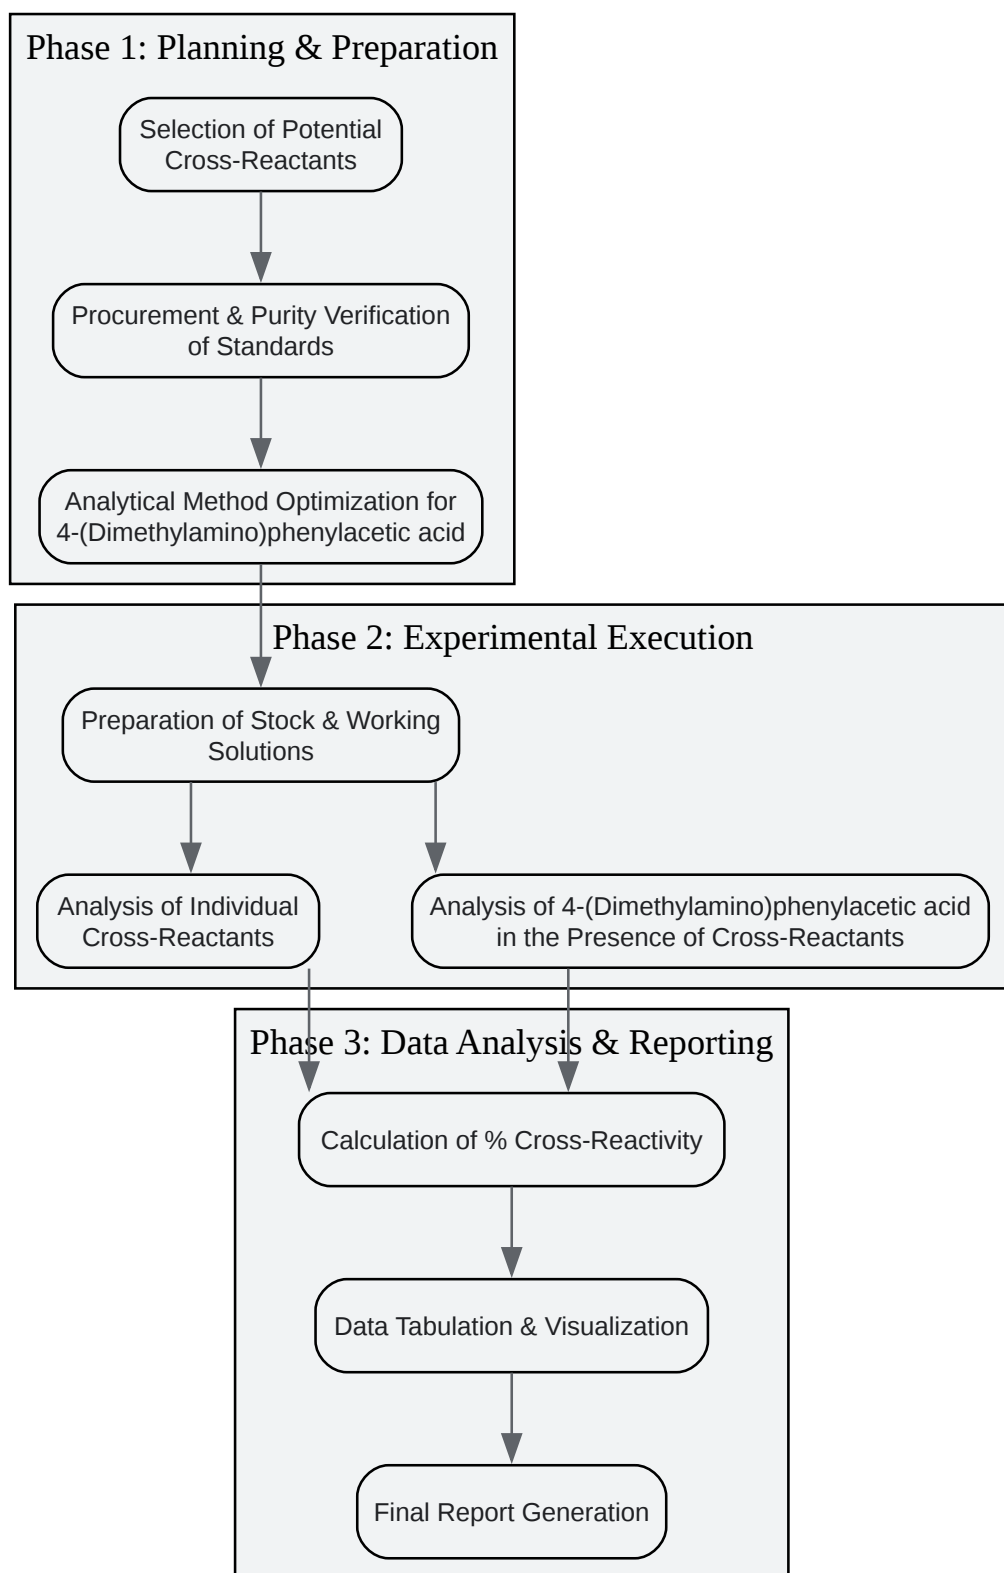 Phase 1: Planning & Preparation
Selection of Potential
Cross-Reactants
Procurement & Purity Verification
of Standards
Analytical Method Optimization for
4-(Dimethylamino)phenylacetic acid
Phase 2: Experimental Execution
Preparation of Stock & Working
Solutions
Analysis of Individual
Cross-Reactants
Analysis of 4-(Dimethylamino)phenylacetic acid
in the Presence of Cross-Reactants
Phase 3: Data Analysis & Reporting
Calculation of % Cross-Reactivity
Data Tabulation & Visualization
Final Report Generation